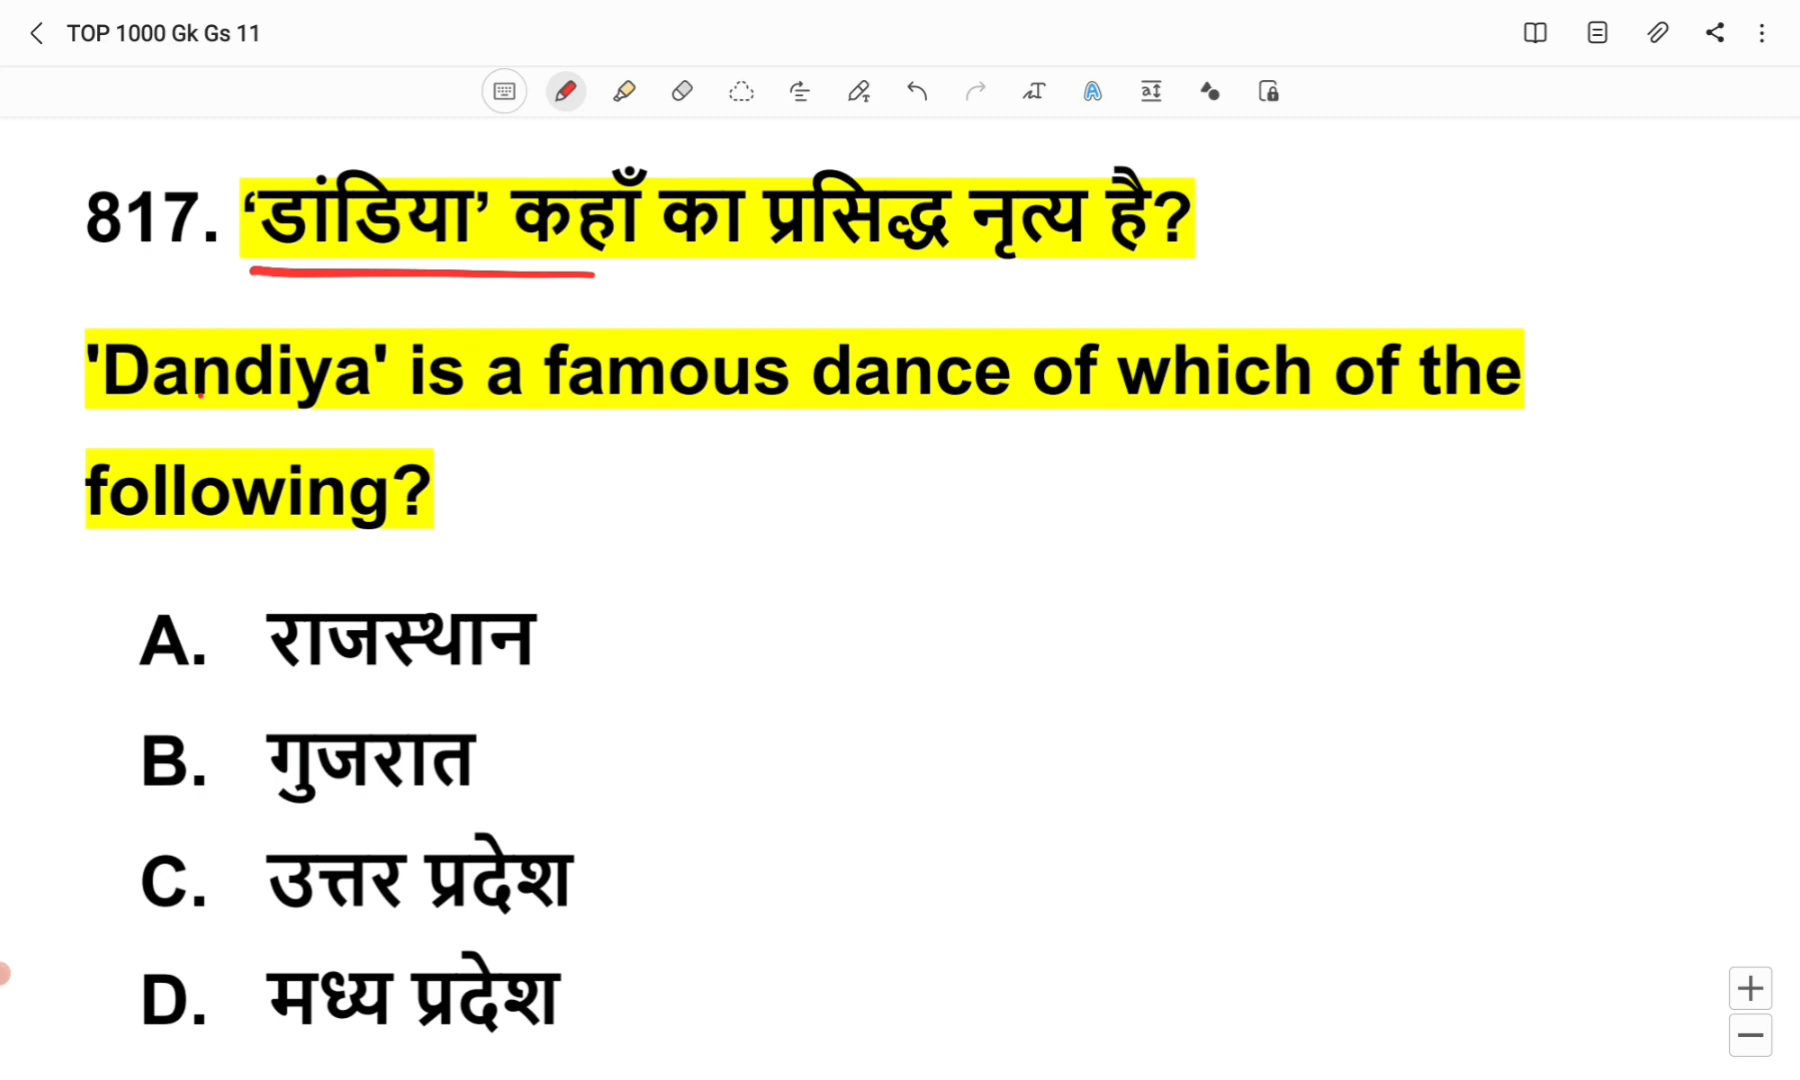 TOP 1000 Gk Gs 11
817. ‘डांडिया’ कहाँ का प्रसिद्ध नृत्य है?
'Dandiya' is a famous dance of which of the
following?
A. राजस्थान
B. गुजरात
C. उत्तर प्रदेश
D. मध्य प्रदेश